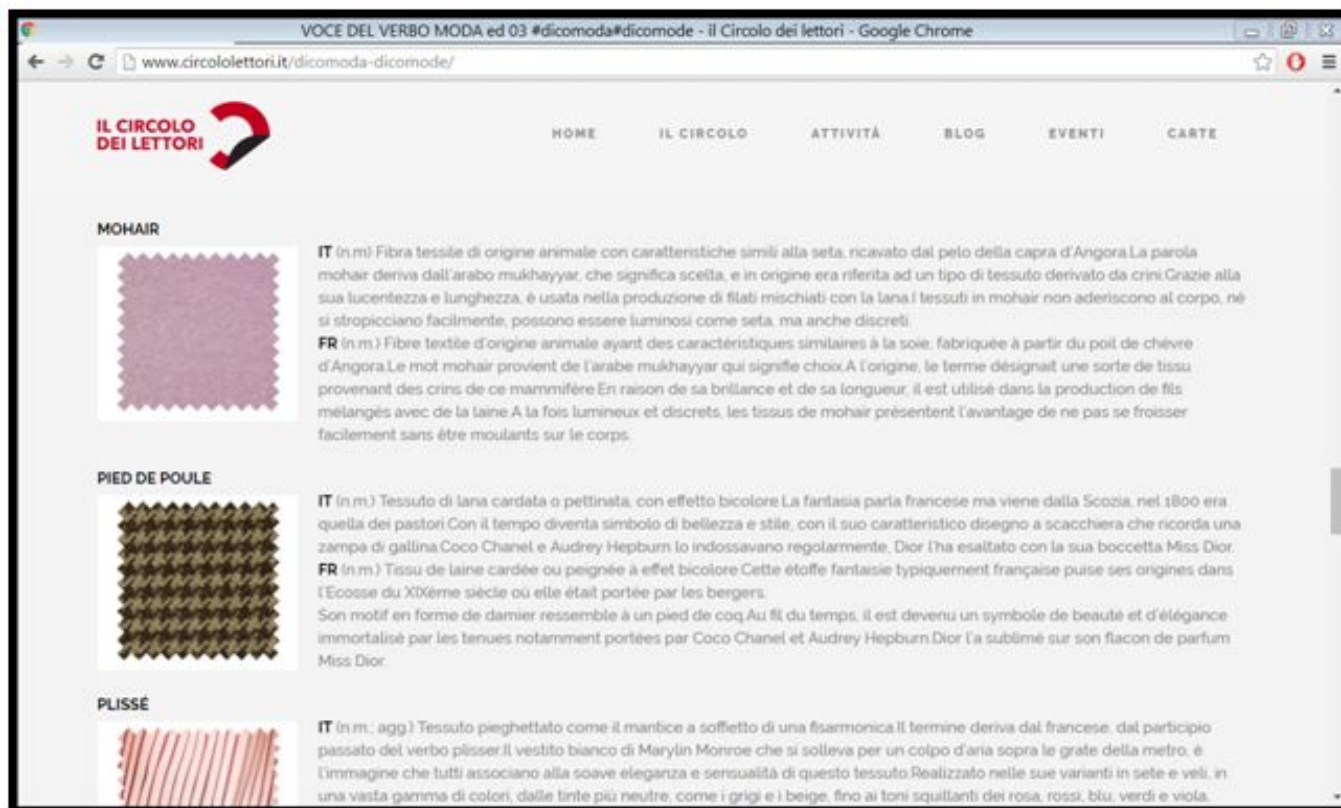 VOCE DEL VERBO MODA ed 03 #dicomoda#dicomode - il Circolo dei lettori - Google Chrome
www.circololettori.it/dicomoda-dicomode/
IL CIRCOLO
DEI LETTORI
HOME IL CIRCOLO ATTIVITÀ BLOG EVENTI CARTE
MOHAIR
IT (n.m) Fibra tessile di origine animale con caratteristiche simili alla seta, ricavato dal pelo della capra d'Angora.La parola
mohair deriva dall'arabo mukhayyar, che significa scelta, e in origine era riferita ad un tipo di tessuto derivato da crini.Grazie alla
sua lucentezza e lunghezza, è usata nella produzione di filati mischiati con la lana.I tessuti in mohair non aderiscono al corpo, né
si stropicciano facilmente, possono essere luminosi come seta, ma anche discreti.
FR (n.m.) Fibre textile d'origine animale ayant des caractéristiques similaires à la soie, fabriquée à partir du poil de chèvre
d'Angora.Le mot mohair provient de l'arabe mukhayyar qui signifie choix.A l'origine, le terme désignait une sorte de tissu
provenant des crins de ce mammifère.En raison de sa brillance et de sa longueur, il est utilisé dans la production de fils
mélangés avec de la laine.A la fois lumineux et discrets, les tissus de mohair présentent l'avantage de ne pas se froisser
facilement sans être moulants sur le corps.
PIED DE POULE
IT (n.m.) Tessuto di lana cardata o pettinata, con effetto bicolore.La fantasia parla francese ma viene dalla Scozia, nel 1800 era
quella dei pastori.Con il tempo diventa simbolo di bellezza e stile, con il suo caratteristico disegno a scacchiera che ricorda una
zampa di gallina.Coco Chanel e Audrey Hepburn lo indossavano regolarmente, Dior l'ha esaltato con la sua boccetta Miss Dior.
FR (n.m.) Tissu de laine cardée ou peignée à effet bicolore.Cette étoffe fantaisie typiquement française puise ses origines dans
l'Ecosse du XIXème siècle où elle était portée par les bergers.
Son motif en forme de damier ressemble à un pied de coq.Au fil du temps, il est devenu un symbole de beauté et d'élégance
immortalisé par les tenues notamment portées par Coco Chanel et Audrey Hepburn.Dior l'a sublimé sur son flacon de parfum
Miss Dior.
PLISSÉ
IT (n.m.; agg.) Tessuto pieghettato come il mantice a soffietto di una fisarmonica.Il termine deriva dal francese, dal participio
passato del verbo plisser.Il vestito bianco di Marylin Monroe che si solleva per un colpo d'aria sopra le grate della metro, è
l'immagine che tutti associano alla soave eleganza e sensualità di questo tessuto.Realizzato nelle sue varianti in sete e veli, in
una vasta gamma di colori, dalle tinte più neutre, come i grigi e i beige, fino ai toni squillanti dei rosa, rossi, blu, verdi e viola,